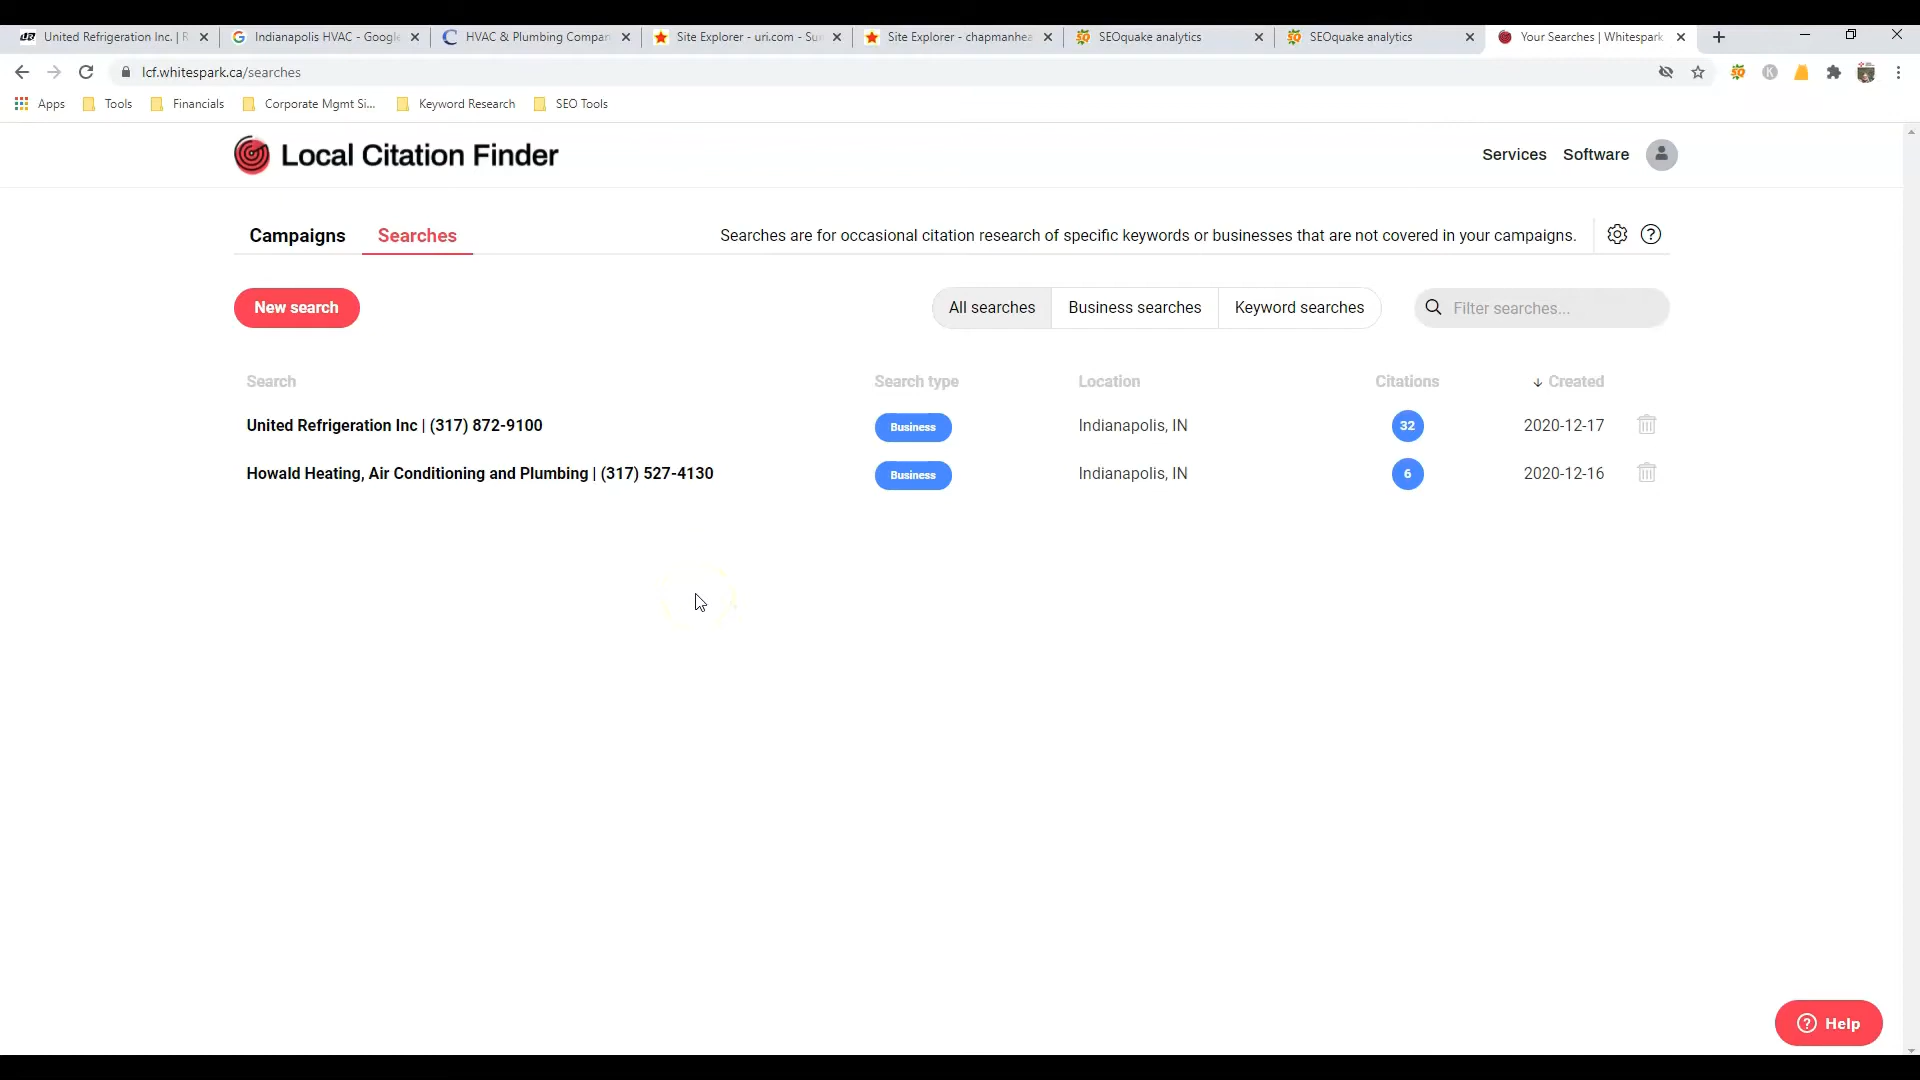 United Refrigeration Inc. | R
Indianapolis HVAC - Google
HVAC & Plumbing Compan
Site Explorer - uri.com - Sum
Site Explorer - chapmanhea
SEOquake analytics
SEOquake analytics
Your Searches | Whitespark
lcf.whitespark.ca/searches
Apps
Tools
Financials
Corporate Mgmt Si...
Keyword Research
SEO Tools
Local Citation Finder
Services
Software
Campaigns
Searches
Searches are for occasional citation research of specific keywords or businesses that are not covered in your campaigns.
New search
All searches
Business searches
Keyword searches
Filter searches...
Search
Search type
Location
Citations
Created
United Refrigeration Inc | (317) 872-9100
Business
Indianapolis, IN
32
2020-12-17
Howald Heating, Air Conditioning and Plumbing | (317) 527-4130
Business
Indianapolis, IN
6
2020-12-16
Help